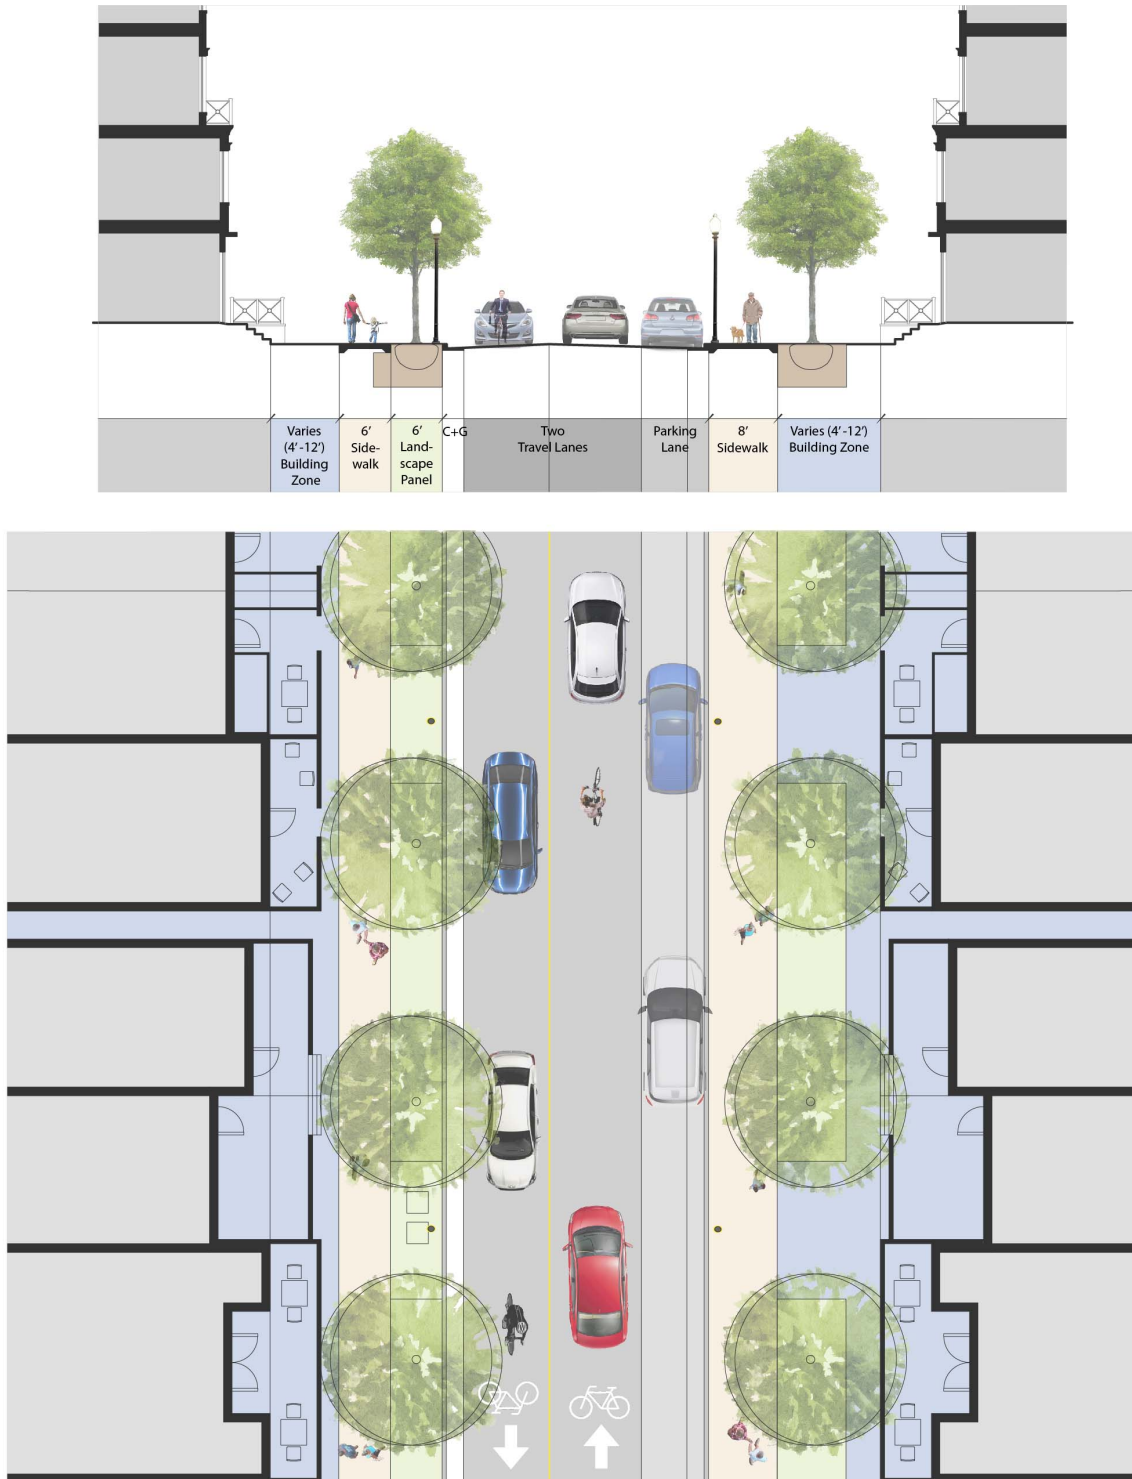 Varies
(4'-12')
Building
Zone
6'
Side-
walk
6'
Land-
scape
Panel
C+G
Two
Travel Lanes
Parking
Lane
8'
Sidewalk
Varies (4'-12')
Building Zone